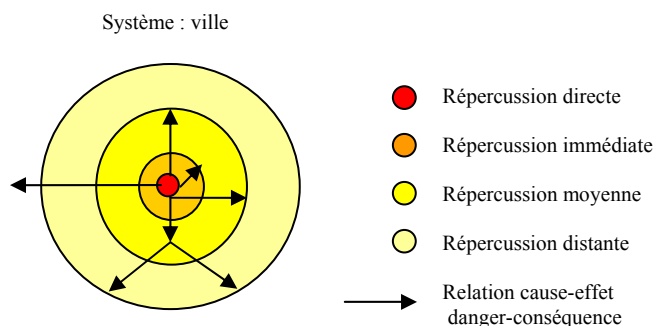 Système : ville
Répercussion directe
Répercussion immédiate
Répercussion moyenne
Répercussion distante
Relation cause-effet
danger-conséquence